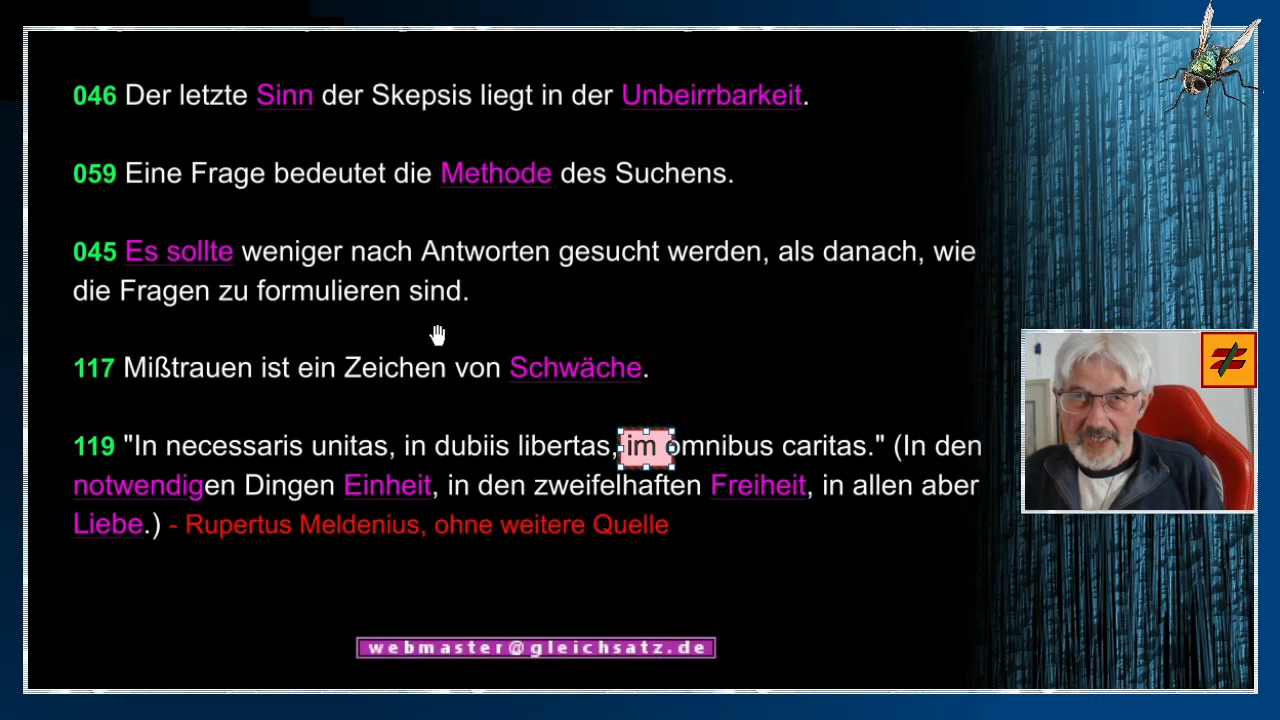 046 Der letzte Sinn der Skepsis liegt in der Unbeirrbarkeit.
059 Eine Frage bedeutet die Methode des Suchens.
045 Es sollte weniger nach Antworten gesucht werden, als danach, wie
die Fragen zu formulieren sind.
117 Mißtrauen ist ein Zeichen von Schwäche.
119 "In necessaris unitas, in dubiis libertas, im omnibus caritas." (In den
notwendigen Dingen Einheit, in den zweifelhaften Freiheit, in allen aber
Liebe.) - Rupertus Meldenius, ohne weitere Quelle
webmaster@gleichsatz.de